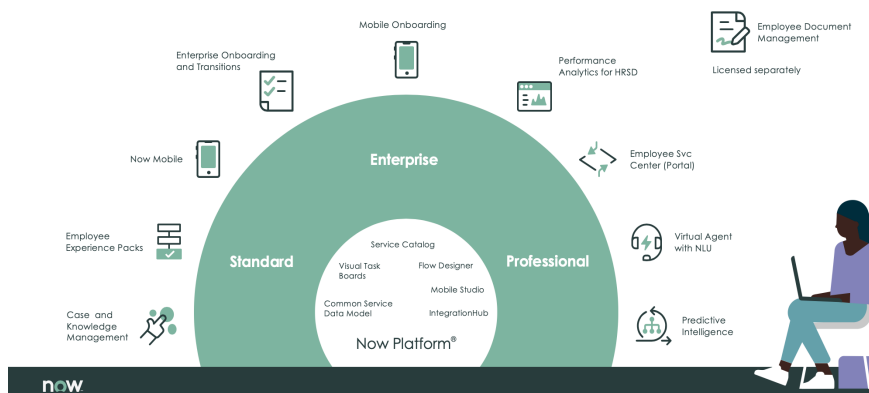 Mobile Onboarding
Employee Document
Management
Licensed separately
Enterprise Onboarding
and Transitions
Performance
Analytics for HRSD
Now Mobile
Enterprise
Employee Svc
Center (Portal)
Employee
Experience Packs
Standard
Professional
Virtual Agent
with NLU
Service Catalog
Visual Task
Boards
Flow Designer
Mobile Studio
Common Service
Data Model
IntegrationHub
Now Platform®
Case and
Knowledge
Management
Predictive
Intelligence
now